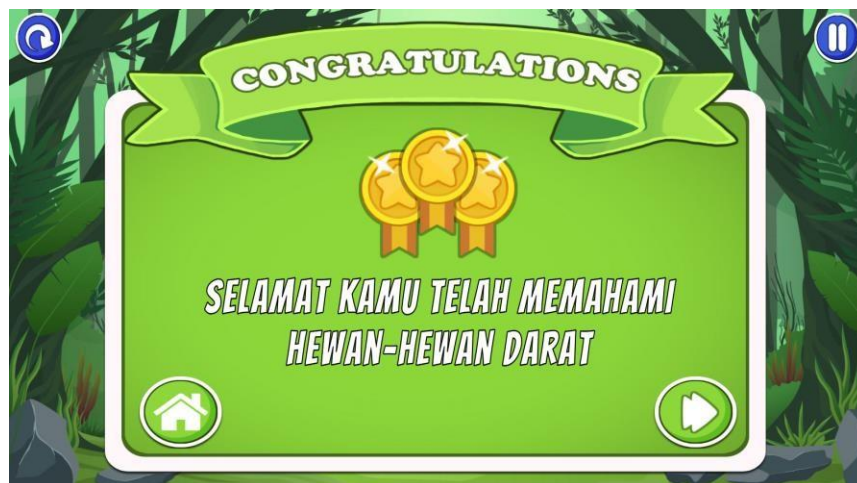 CONGRATULATIONS
SELAMAT KAMU TELAH MEMAHAMI
HEWAN-HEWAN DARAT